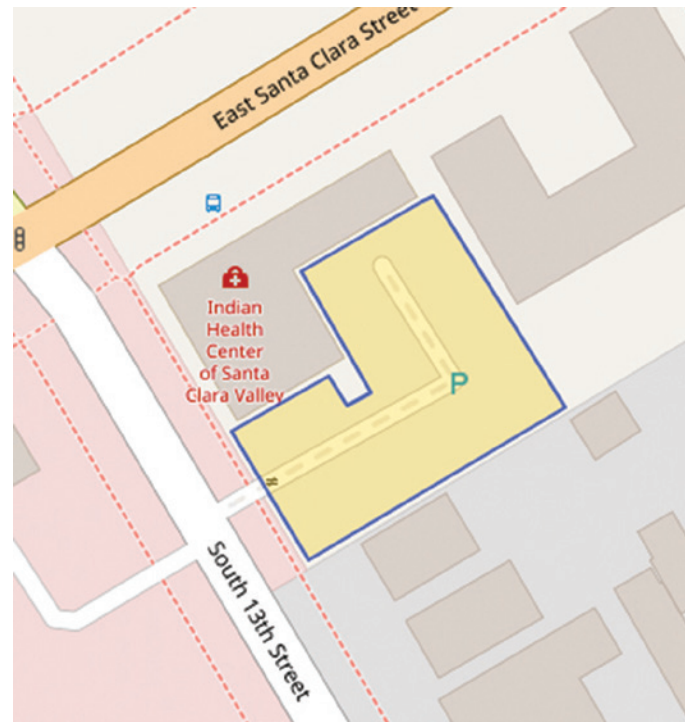 East Santa Clara Street
Indian
Health
Center
of Santa
Clara Valley
P
South 13th Street